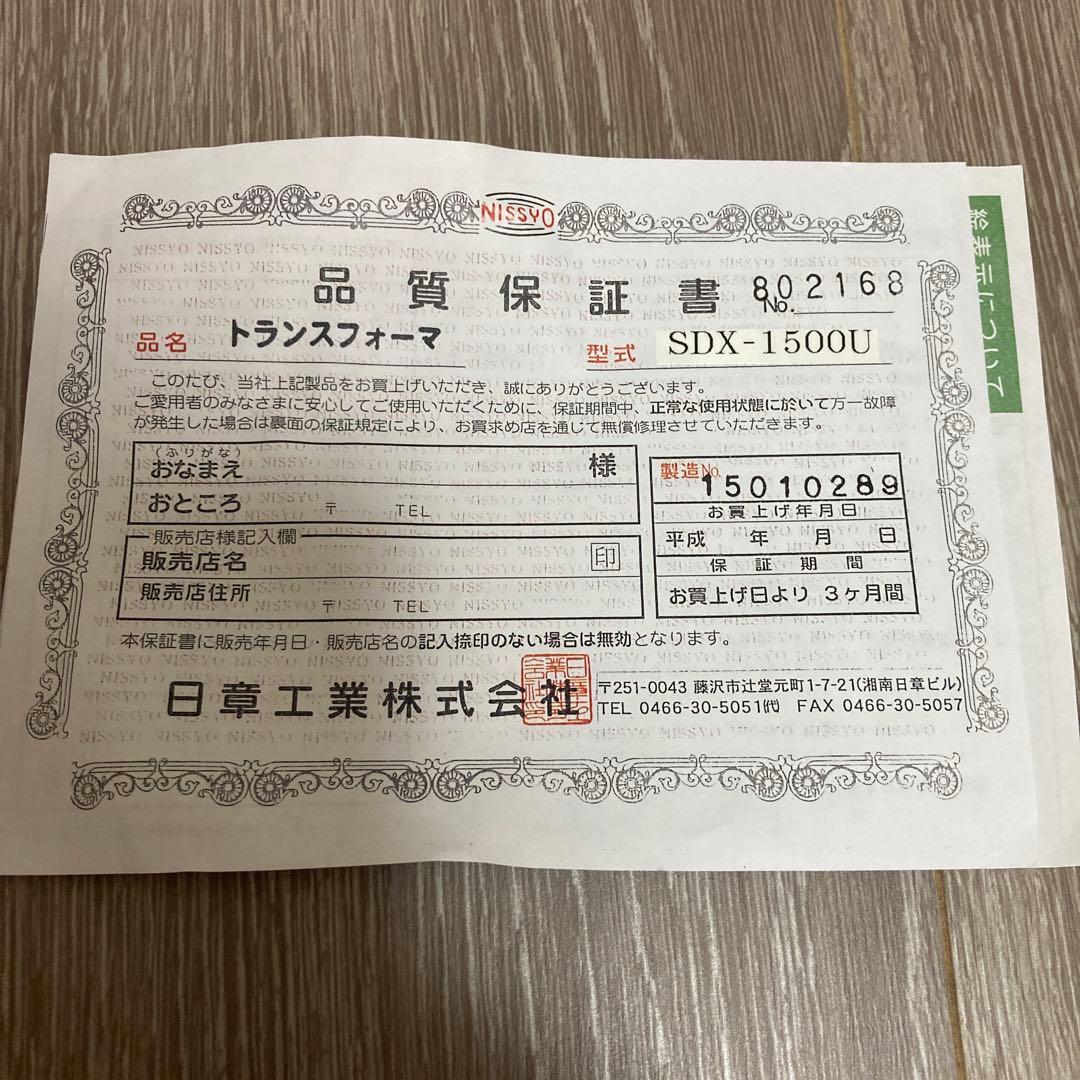 NISSYO
品質保証書
No. 802168
品名 トランスフォーマ
型式 SDX-1500U
このたび、当社上記製品をお買上げいただき、誠にありがとうございます。
ご愛用者のみなさまに安心してご使用いただくために、保証期間中、正常な使用状態に於いて万一故障
が発生した場合は裏面の保証規定により、お買求め店を通じて無償修理させていただきます。
(ふりがな)
おなまえ 様
おところ 〒 TEL
販売店様記入欄
販売店名 印
販売店住所 〒 TEL
製造No. 15010289
お買上げ年月日
平成 年 月 日
保証期間
お買上げ日より 3ヶ月間
本保証書に販売年月日・販売店名の記入捺印のない場合は無効となります。
日章工業株式会社
〒251-0043 藤沢市辻堂元町1-7-21(湘南日章ビル)
TEL 0466-30-5051(代) FAX 0466-30-5057
絵表示について